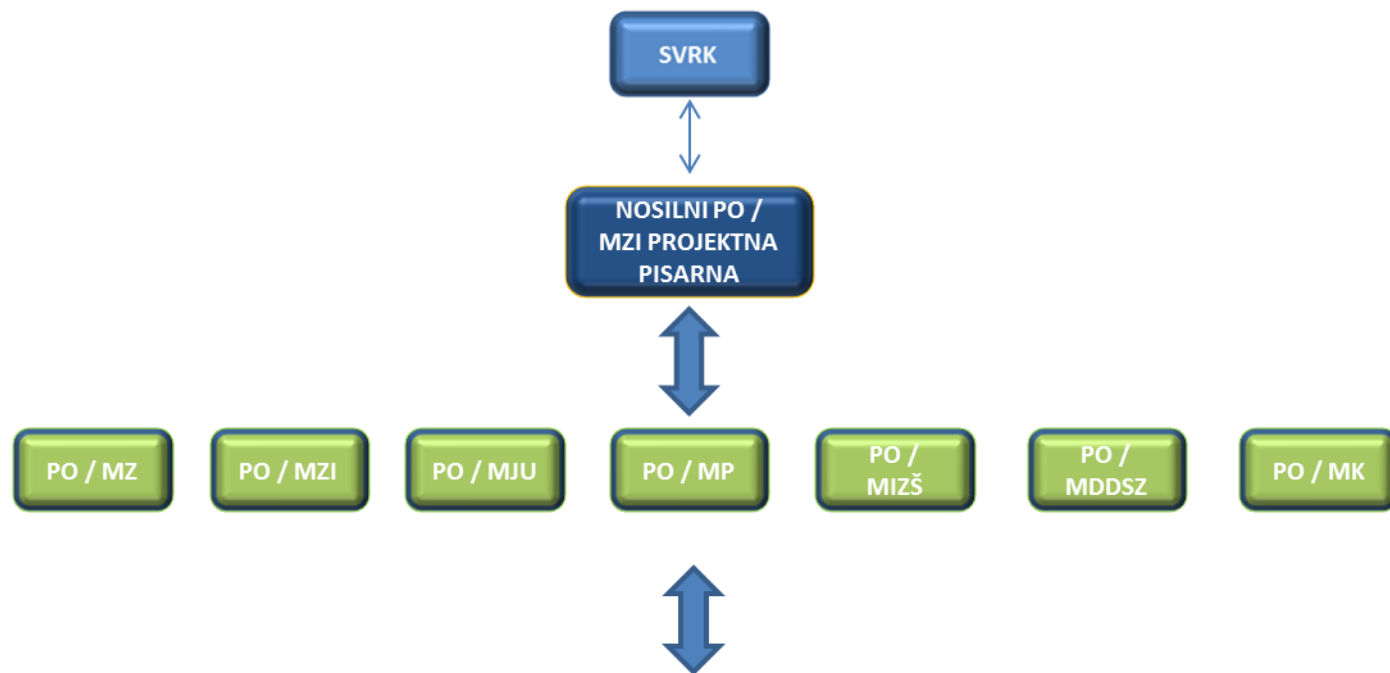 SVRK
NOSILNI PO /
MZI PROJEKTNA
PISARNA
PO / MZ
PO / MZI
PO / MJU
PO / MP
PO /
MIZŠ
PO /
MDDSZ
PO / MK